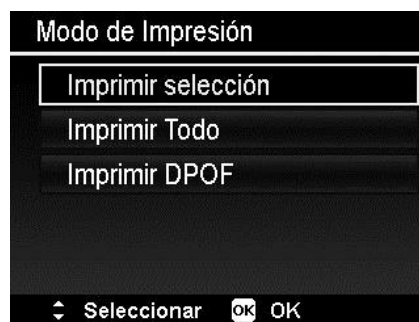 Modo de Impresión
Imprimir selección
Imprimir Todo
Imprimir DPOF
Seleccionar OK OK